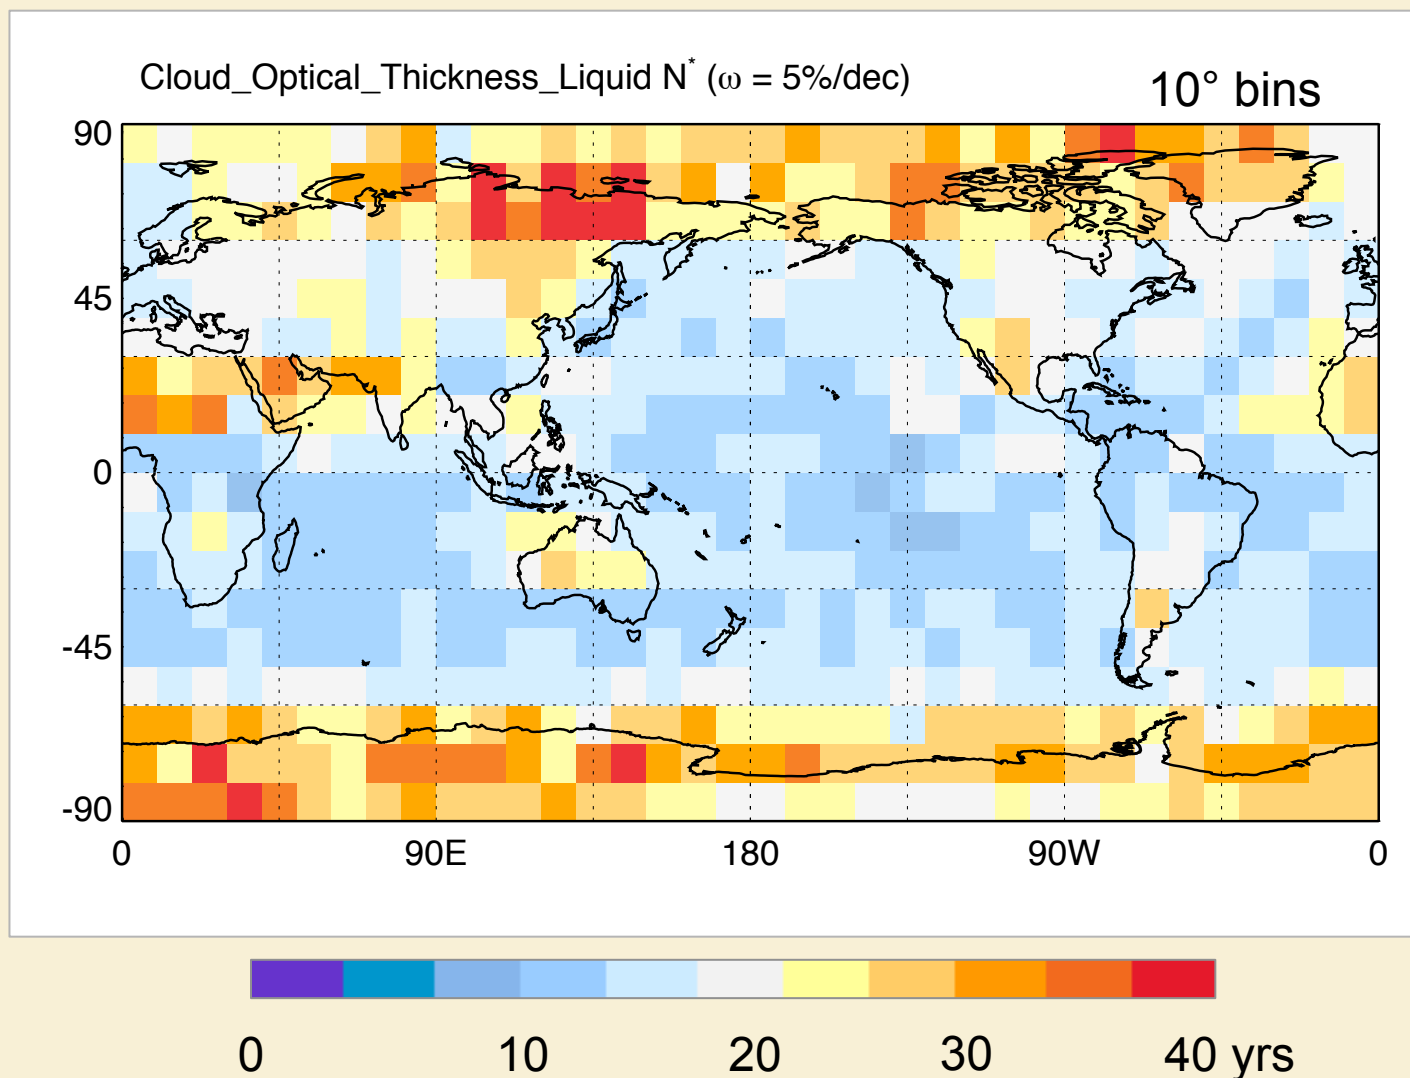 Cloud_Optical_Thickness_Liquid N* (ω = 5%/dec)
10° bins
90
45
0
-45
-90
0 90E 180 90W 0
0 10 20 30 40 yrs